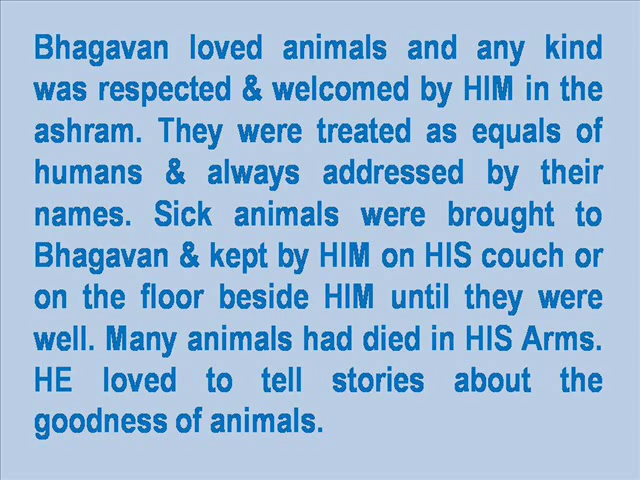 Bhagavan loved animals and any kind
was respected & welcomed by HIM in the
ashram. They were treated as equals of
humans & always addressed by their
names. Sick animals were brought to
Bhagavan & kept by HIM on HIS couch or
on the floor beside HIM until they were
well. Many animals had died in HIS Arms.
HE loved to tell stories about the
goodness of animals.